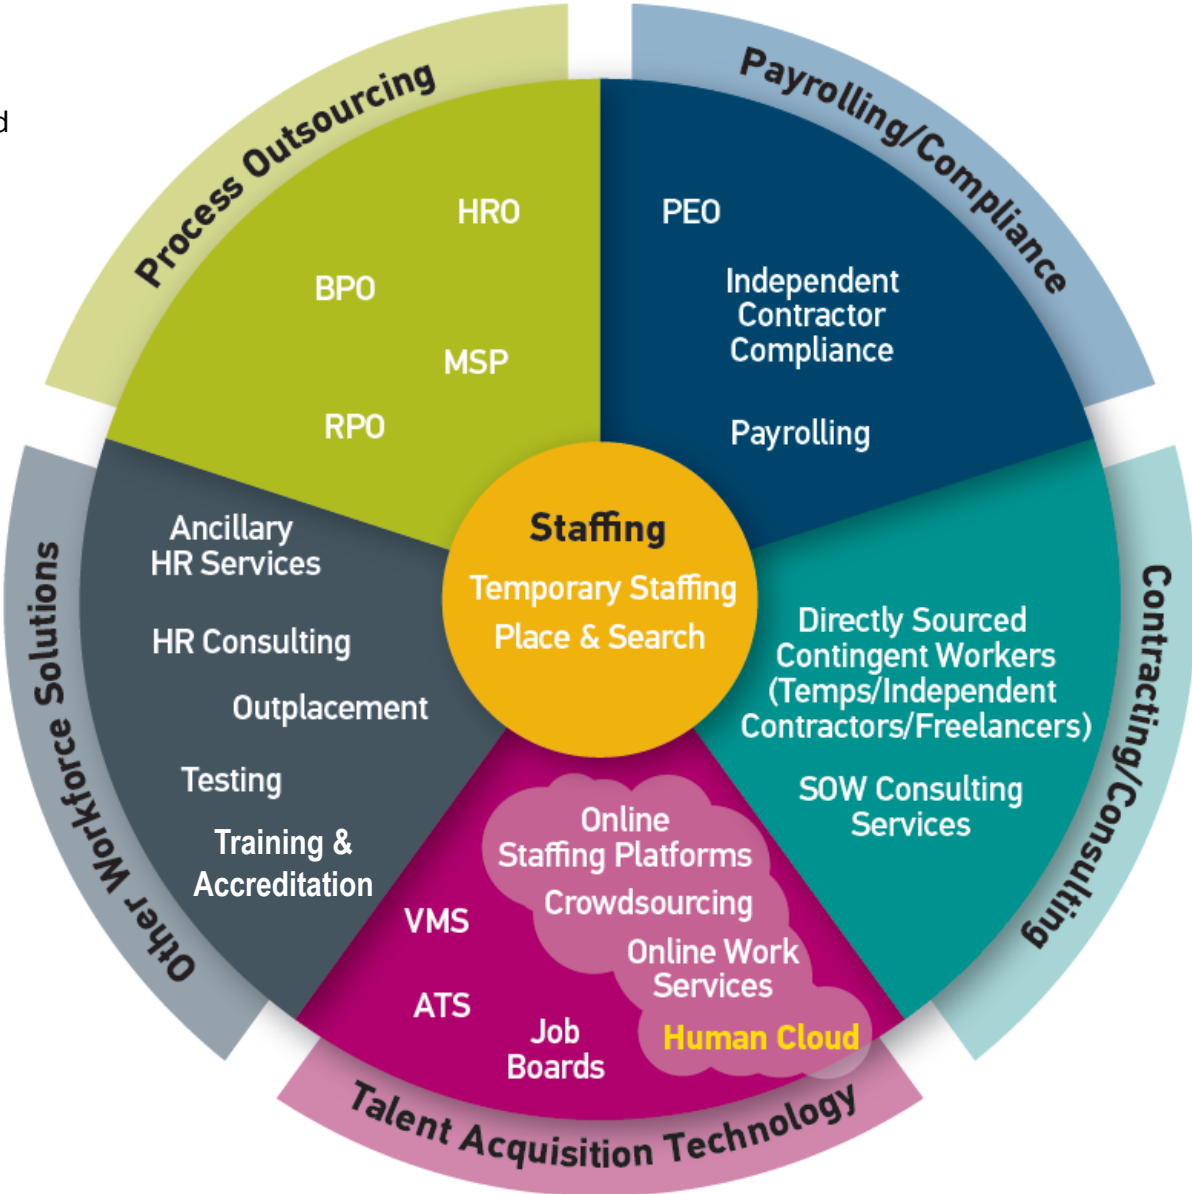 d
Process Outsourcing
HRO
BPO
MSP
RPO
Payrolling/Compliance
PEO
Independent
Contractor
Compliance
Payrolling
Staffing
Temporary Staffing
Place & Search
Contracting/Consulting
Directly Sourced
Contingent Workers
(Temps/Independent
Contractors/Freelancers)
SOW Consulting
Services
Other Workforce Solutions
Ancillary
HR Services
HR Consulting
Outplacement
Testing
Training &
Accreditation
Online
Staffing Platforms
Crowdsourcing
Online Work
Services
Human Cloud
VMS
ATS
Job
Boards
Talent Acquisition Technology